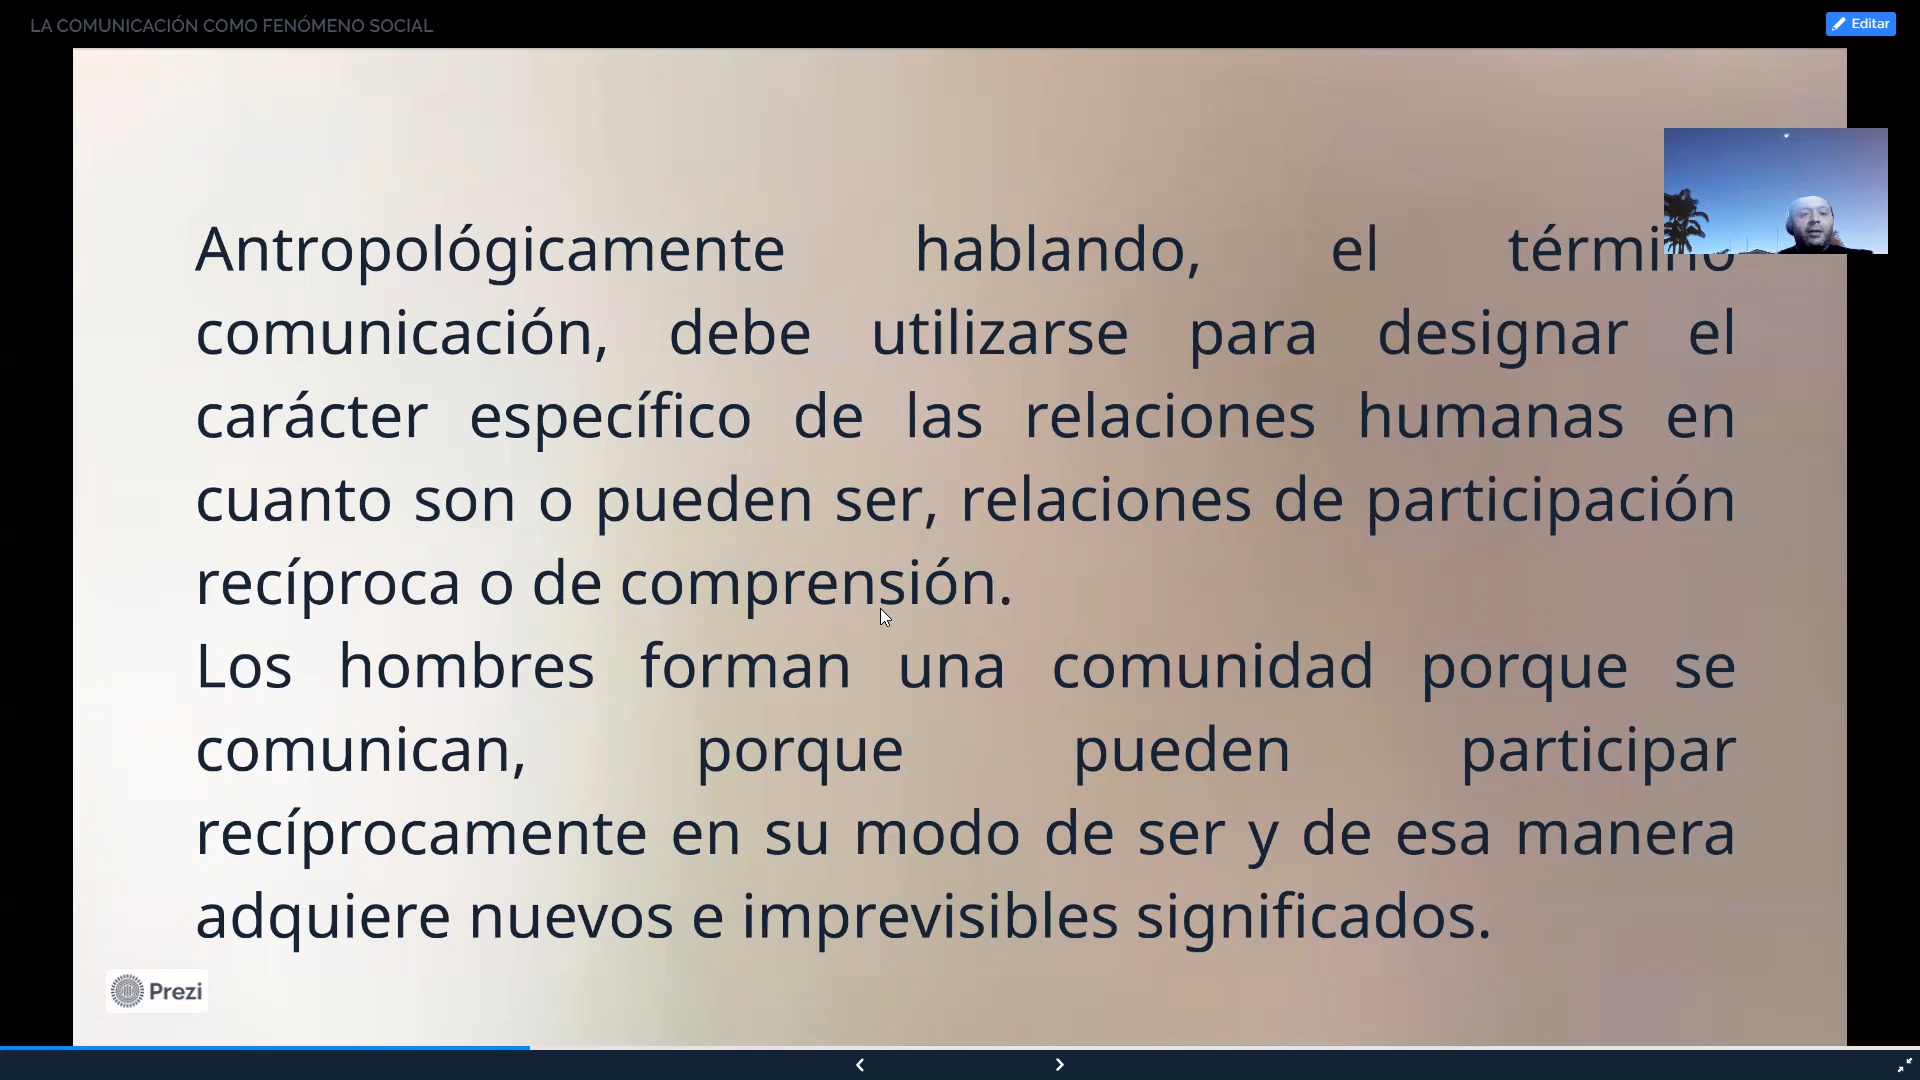 LA COMUNICACIÓN COMO FENÓMENO SOCIAL
Editar
Antropológicamente hablando, el término
comunicación, debe utilizarse para designar el
carácter específico de las relaciones humanas en
cuanto son o pueden ser, relaciones de participación
recíproca o de comprensión.
Los hombres forman una comunidad porque se
comunican, porque pueden participar
recíprocamente en su modo de ser y de esa manera
adquiere nuevos e imprevisibles significados.
Prezi